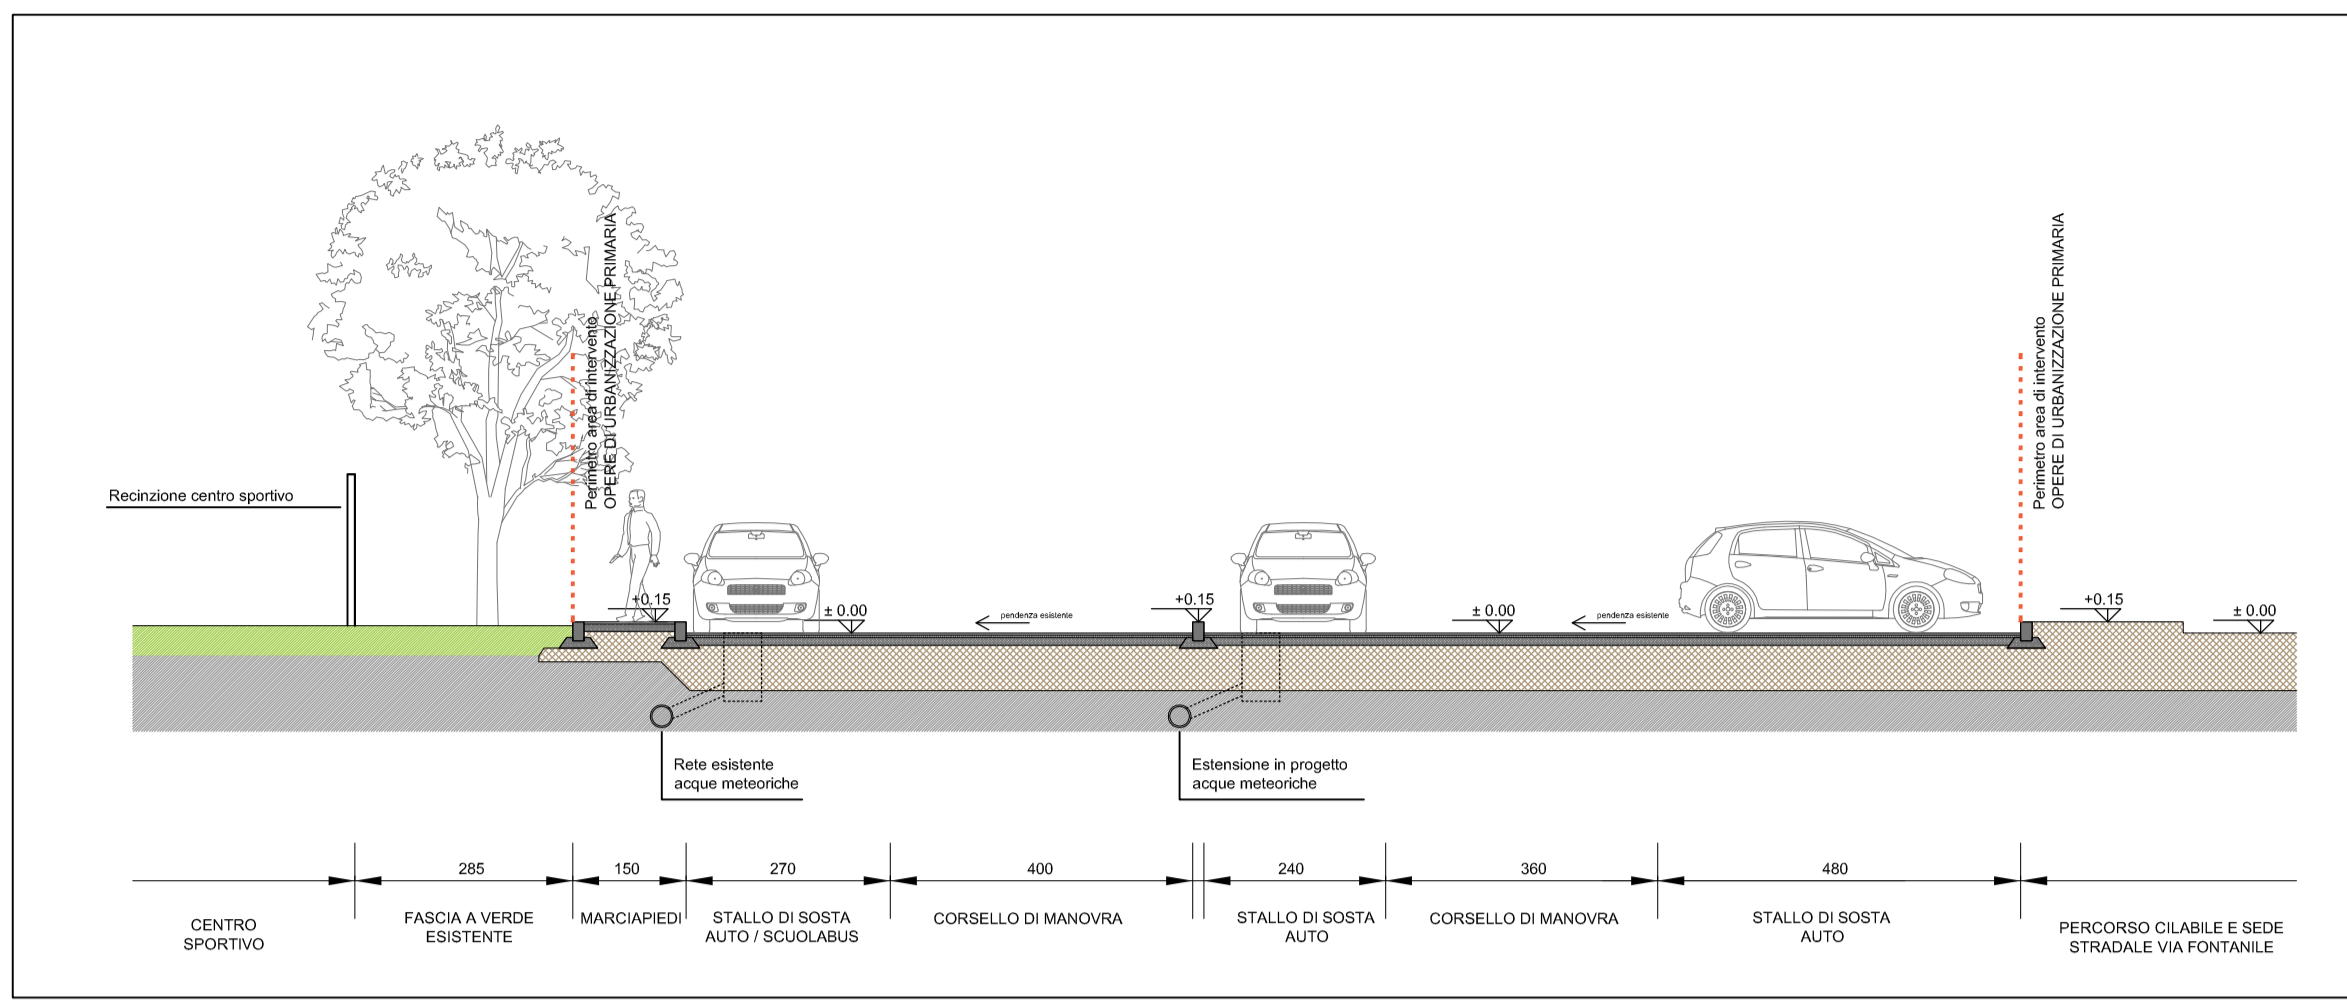 Perimetro area di intervento
OPERE DI URBANIZZAZIONE PRIMARIA
Perimetro area di intervento
OPERE DI URBANIZZAZIONE PRIMARIA
Recinzione centro sportivo
+0.15
± 0.00
pendenza esistente
+0.15
± 0.00
pendenza esistente
+0.15
± 0.00
Rete esistente
acque meteoriche
Estensione in progetto
acque meteoriche
285
150
270
400
240
360
480
CENTRO
SPORTIVO
FASCIA A VERDE
ESISTENTE
MARCIAPIEDI
STALLO DI SOSTA
AUTO / SCUOLABUS
CORSELLO DI MANOVRA
STALLO DI SOSTA
AUTO
CORSELLO DI MANOVRA
STALLO DI SOSTA
AUTO
PERCORSO CILABILE E SEDE
STRADALE VIA FONTANILE